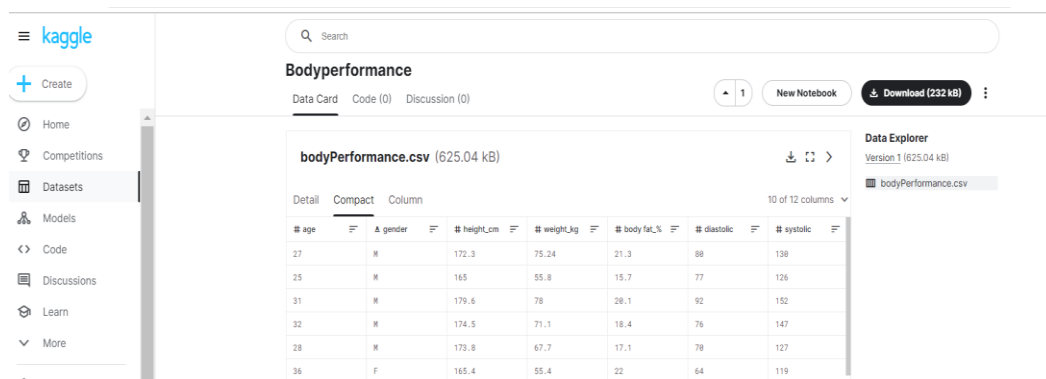 kaggle
Search
Create
Bodyperformance
1
New Notebook
Download (232 kB)
Data Card Code (0) Discussion (0)
Home
Competitions
Datasets
Models
Code
Discussions
Learn
More
bodyPerformance.csv (625.04 kB)
Detail Compact Column
10 of 12 columns
# age A gender # height_cm # weight_kg # body fat_% # diastolic # systolic
27 M 172.3 75.24 21.3 80 130
25 M 165 55.8 15.7 77 126
31 M 179.6 78 20.1 92 152
32 M 174.5 71.1 18.4 76 147
28 M 173.8 67.7 17.1 70 127
36 F 165.4 55.4 22 64 119
Data Explorer
Version 1 (625.04 kB)
bodyPerformance.csv